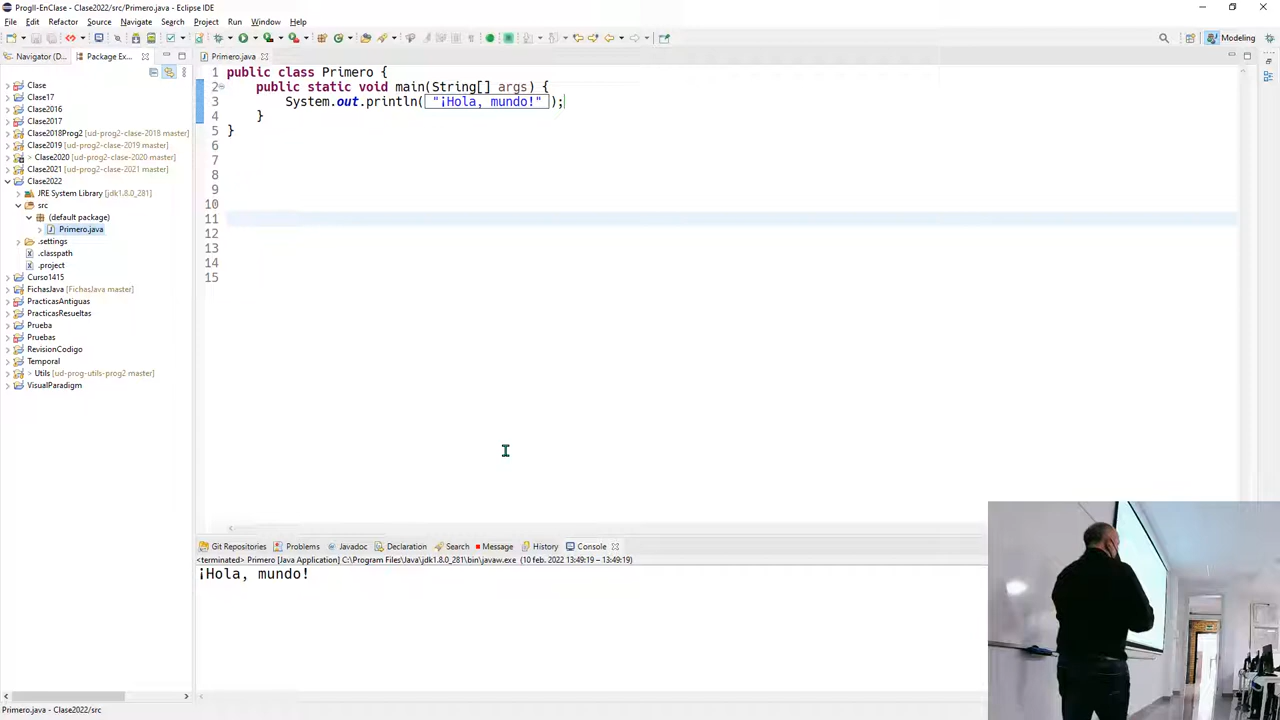 ProgII-EnClase - Clase2022/src/Primero.java - Eclipse IDE
File Edit Refactor Source Navigate Search Project Run Window Help
Modeling
Navigator (D...
Package Ex...
Primero.java
Clase
Clase17
Clase2016
Clase2017
Clase2018Prog2 [ud-prog2-clase-2018 master]
Clase2019 [ud-prog2-clase-2019 master]
> Clase2020 [ud-prog2-clase-2020 master]
Clase2021 [ud-prog2-clase-2021 master]
Clase2022
JRE System Library [jdk1.8.0_281]
src
(default package)
Primero.java
.settings
.classpath
.project
Curso1415
FichasJava [FichasJava master]
PracticasAntiguas
PracticasResueltas
Prueba
Pruebas
RevisionCodigo
Temporal
> Utils [ud-prog-utils-prog2 master]
VisualParadigm
1 public class Primero {
2 public static void main(String[] args) {
3 System.out.println( "¡Hola, mundo!" );
4 }
5 }
6
7
8
9
10
11
12
13
14
15
Git Repositories Problems Javadoc Declaration Search Message History Console
<terminated> Primero [Java Application] C:\Program Files\Java\jdk1.8.0_281\bin\javaw.exe (10 feb. 2022 13:49:19 – 13:49:19)
¡Hola, mundo!
Primero.java - Clase2022/src